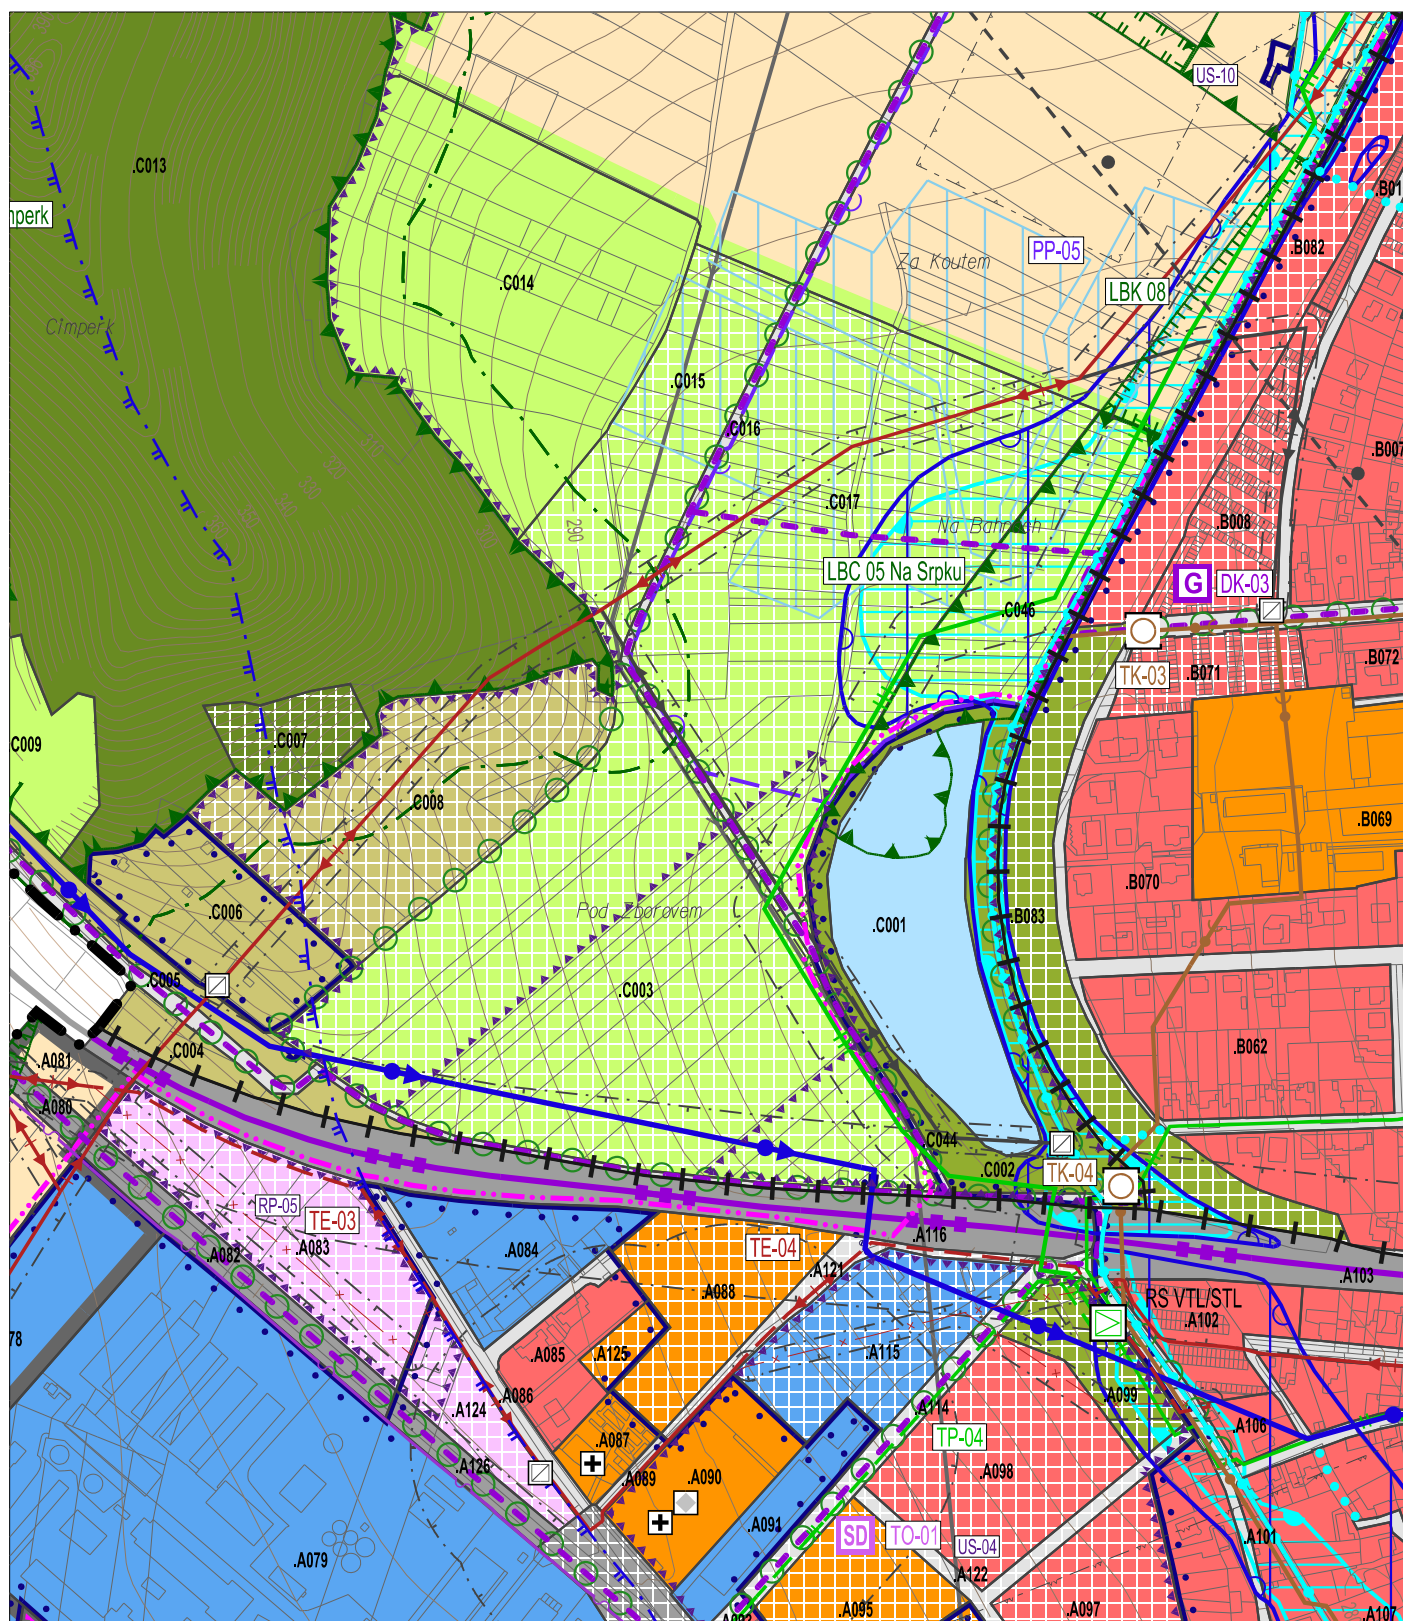 US-10
.C013
.B01
mperk
.B082
PP-05
Za Koutem
.C014
LBK 08
Cimperk
.C015
.C016
.B007
290
.C017
Na Bahnech
.B008
LBC 05 Na Srpku
G
DK-03
.C046
TK-03
.B071
.B072
.C009
.C007
.C008
.B069
.B070
Pod Zborovem
.C006
.C001
.B083
.C005
.C003
.C004
.B062
.A081
.A080
.C044
.C002
TK-04
RP-05
TE-03
.A083
.A082
.A084
TE-04
.A116
.A121
.A103
.A088
RS VTL/STL
.A102
78
.A085
.A125
.A115
.A086
.A099
.A124
.A114
.A106
.A087
TP-04
.A126
.A089
.A090
.A098
.A091
SD
TO-01
.A101
US-04
.A079
.A122
.A095
.A097
.A107